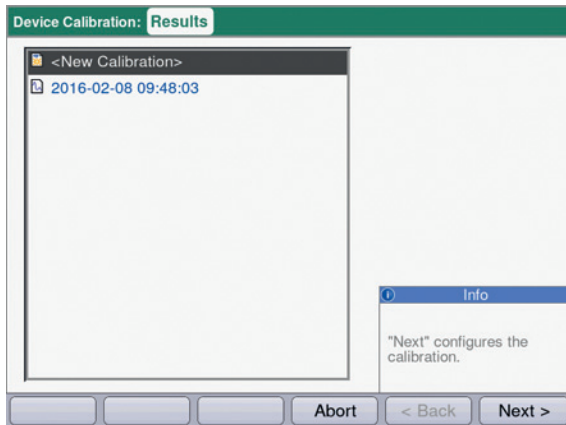 Device Calibration: Results
<New Calibration>
2016-02-08 09:48:03
Info
"Next" configures the
calibration.
Abort
< Back
Next >